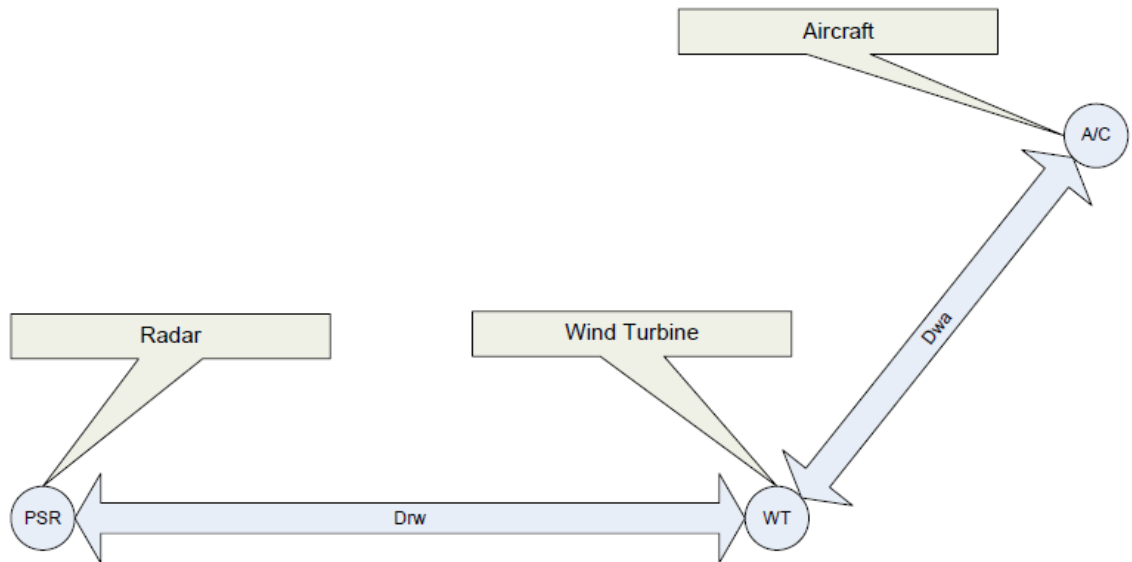 Aircraft
A/C
Dwa
Radar
Wind Turbine
PSR
Drw
WT